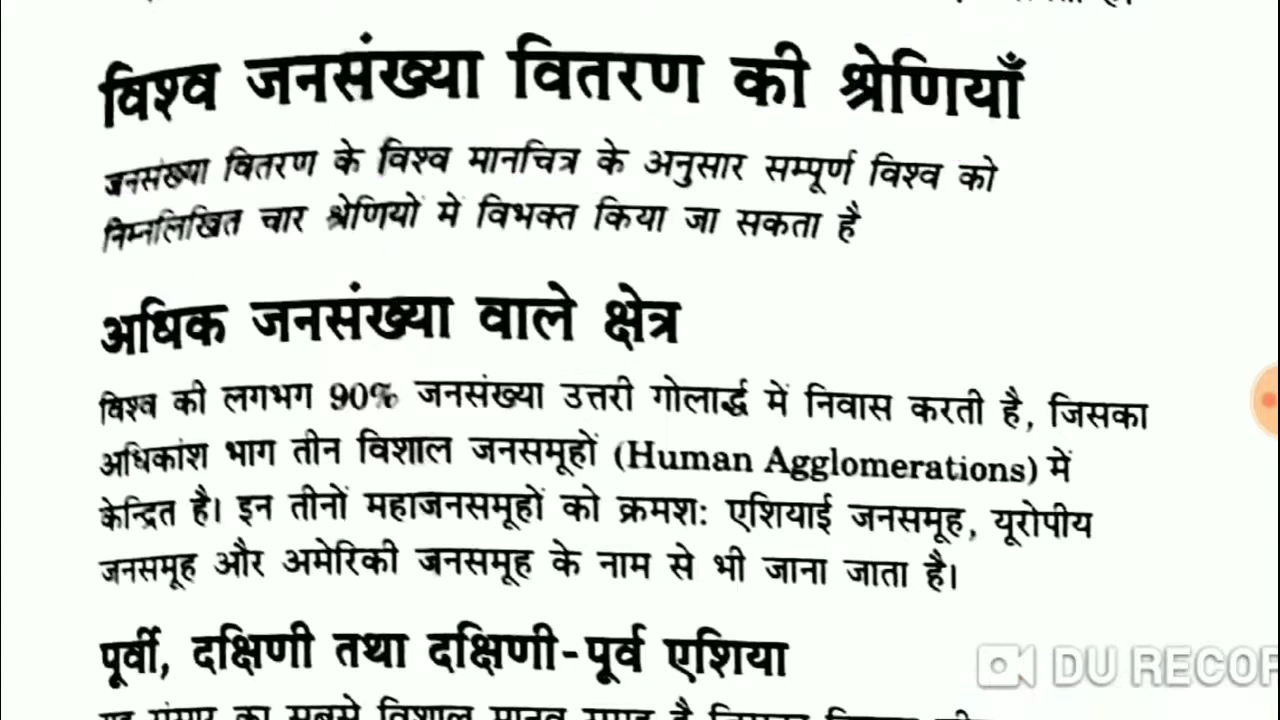 विश्व जनसंख्या वितरण की श्रेणियाँ
जनसंख्या वितरण के विश्व मानचित्र के अनुसार सम्पूर्ण विश्व को
निम्नलिखित चार श्रेणियों में विभक्त किया जा सकता है
अधिक जनसंख्या वाले क्षेत्र
विश्व की लगभग 90% जनसंख्या उत्तरी गोलार्द्ध में निवास करती है, जिसका
अधिकांश भाग तीन विशाल जनसमूहों (Human Agglomerations) में
केन्द्रित है। इन तीनों महाजनसमूहों को क्रमशः एशियाई जनसमूह, यूरोपीय
जनसमूह और अमेरिकी जनसमूह के नाम से भी जाना जाता है।
पूर्वी, दक्षिणी तथा दक्षिणी-पूर्व एशिया
DU RECOR